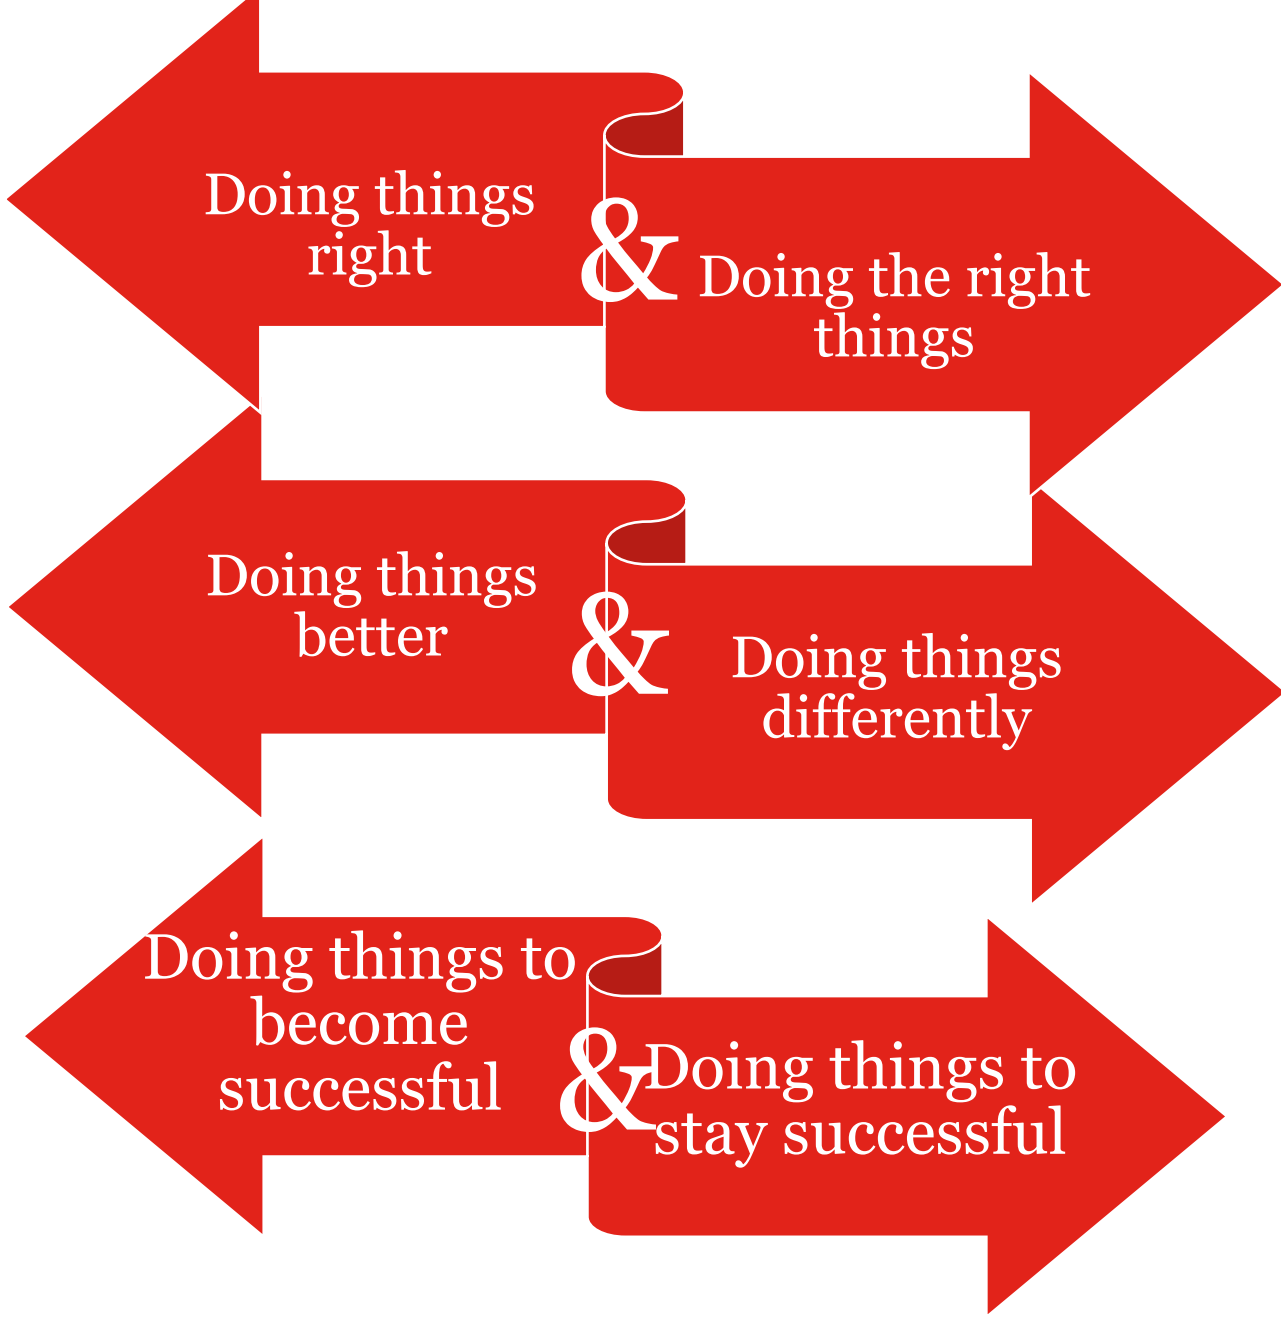 Doing things
right
&
Doing the right
things
Doing things
better
&
Doing things
differently
Doing things to
become
successful
&
Doing things to
stay successful